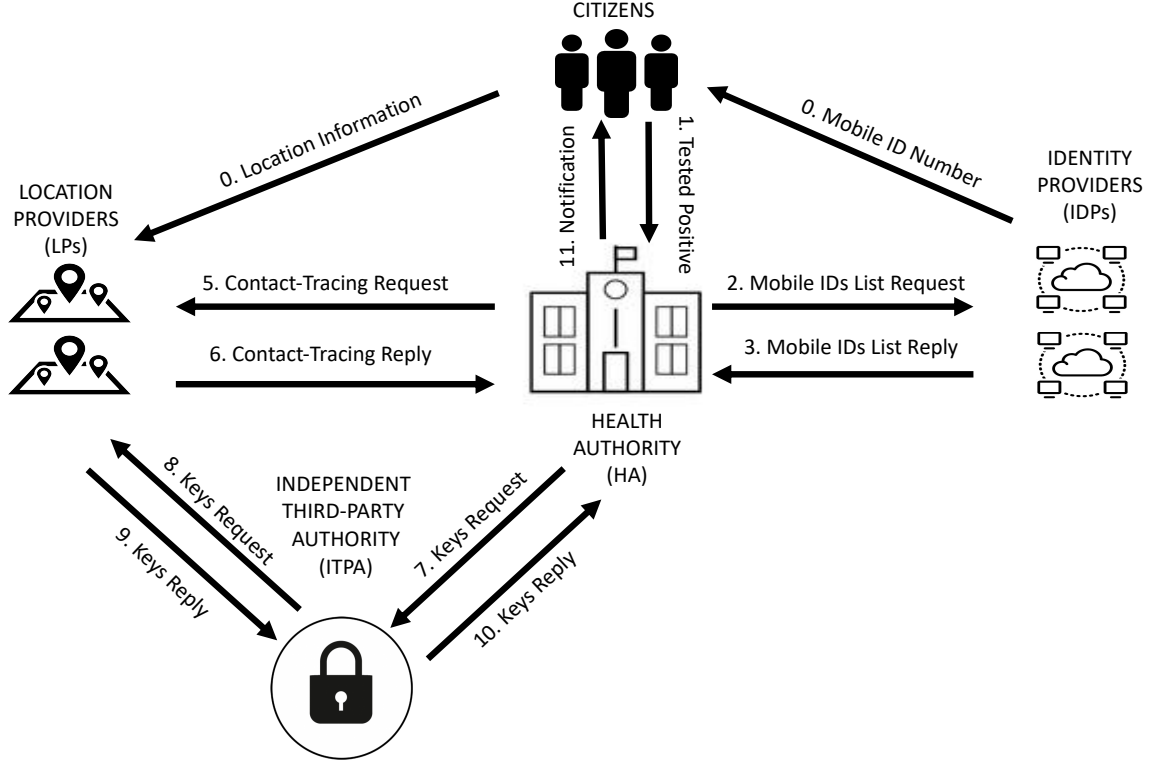 CITIZENS
0. Location Information
0. Mobile ID Number
11. Notification
1. Tested Positive
LOCATION
PROVIDERS
(LPs)
IDENTITY
PROVIDERS
(IDPs)
5. Contact-Tracing Request
2. Mobile IDs List Request
6. Contact-Tracing Reply
3. Mobile IDs List Reply
HEALTH
AUTHORITY
(HA)
8. Keys Request
9. Keys Reply
INDEPENDENT
THIRD-PARTY
AUTHORITY
(ITPA)
7. Keys Request
10. Keys Reply